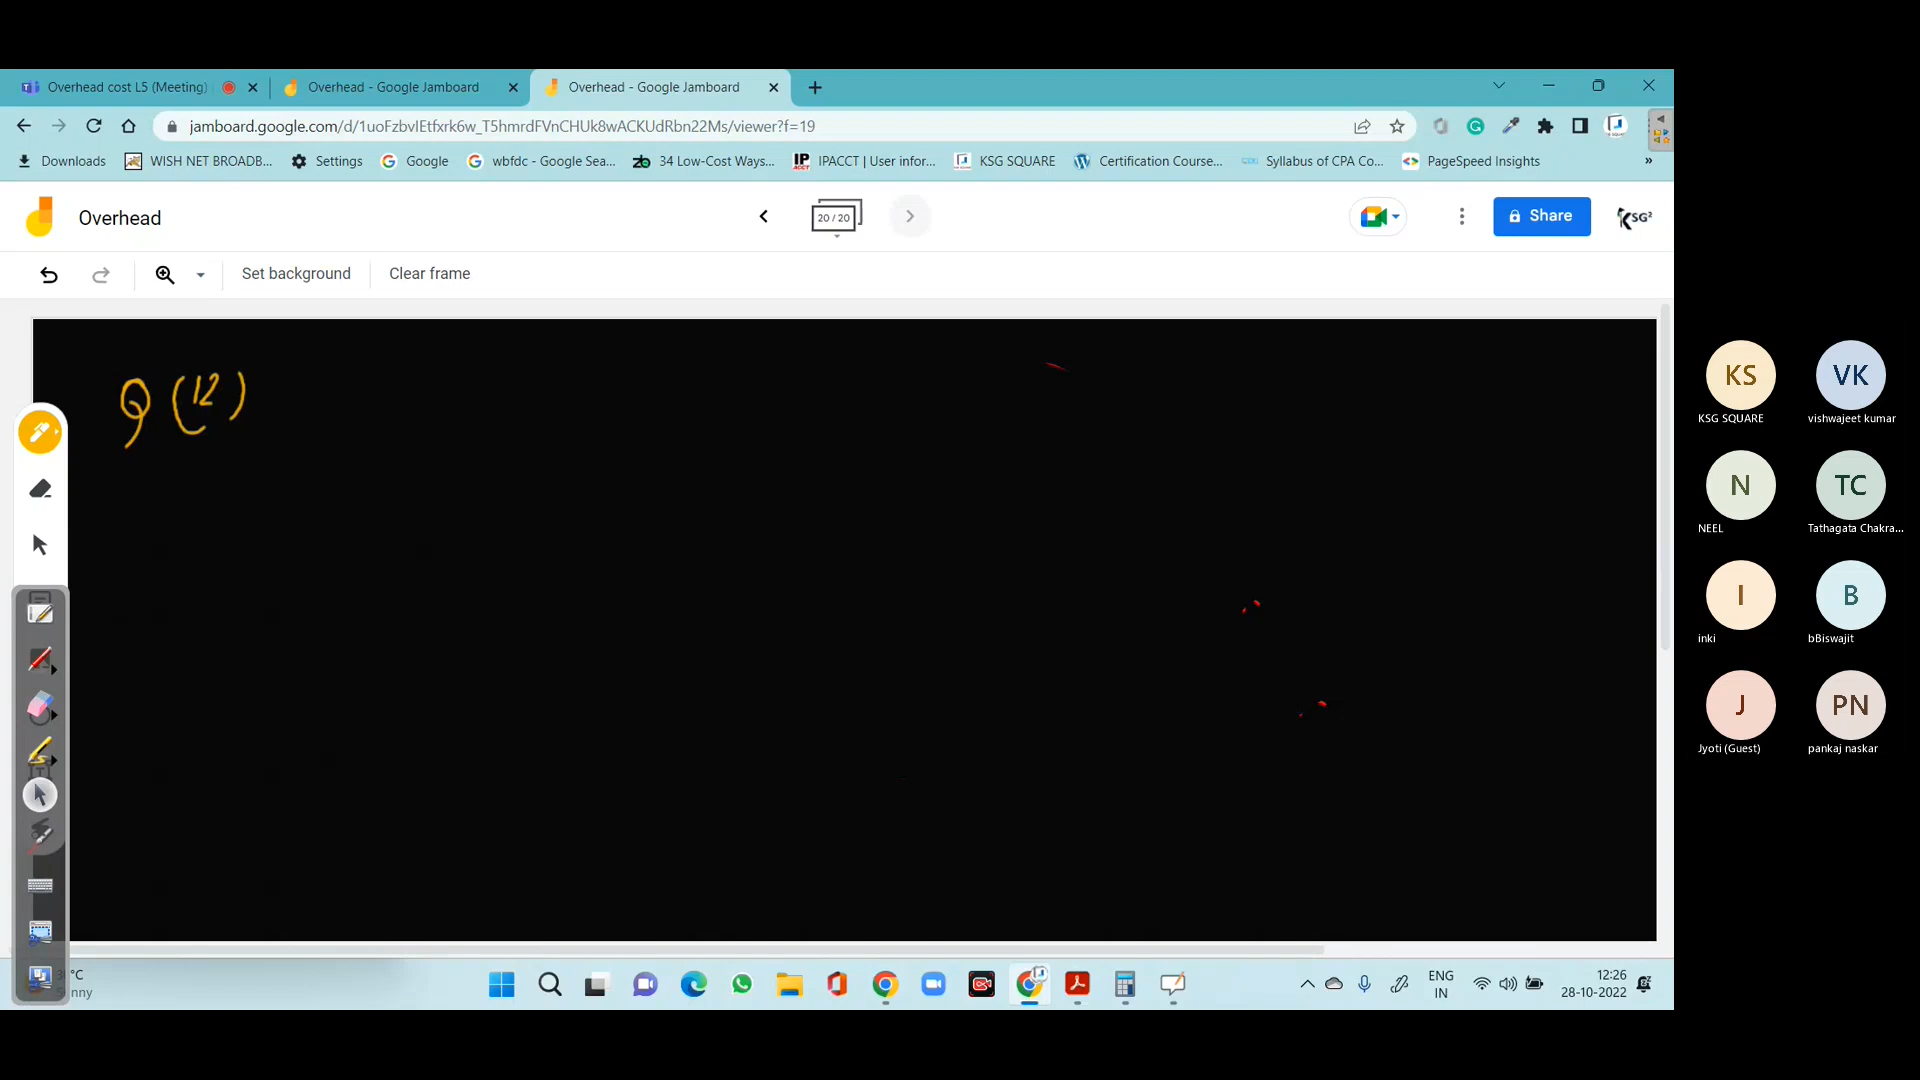 Overhead cost L5 (Meeting)
Overhead - Google Jamboard
Overhead - Google Jamboard
jamboard.google.com/d/1uoFzbvIEtfxrk6w_T5hmrdFVnCHUk8wACKUdRbn22Ms/viewer?f=19
Downloads
WISH NET BROADB...
Settings
Google
wbfdc - Google Sea...
34 Low-Cost Ways...
IPACCT | User infor...
KSG SQUARE
Certification Course...
Syllabus of CPA Co...
PageSpeed Insights
»
Overhead
20 / 20
Share
KSG²
Set background
Clear frame
Q (12)
KS
KSG SQUARE
VK
vishwajeet kumar
N
NEEL
TC
Tathagata Chakra...
I
inki
B
bBiswajit
J
Jyoti (Guest)
PN
pankaj naskar
ENG
IN
12:26
28-10-2022